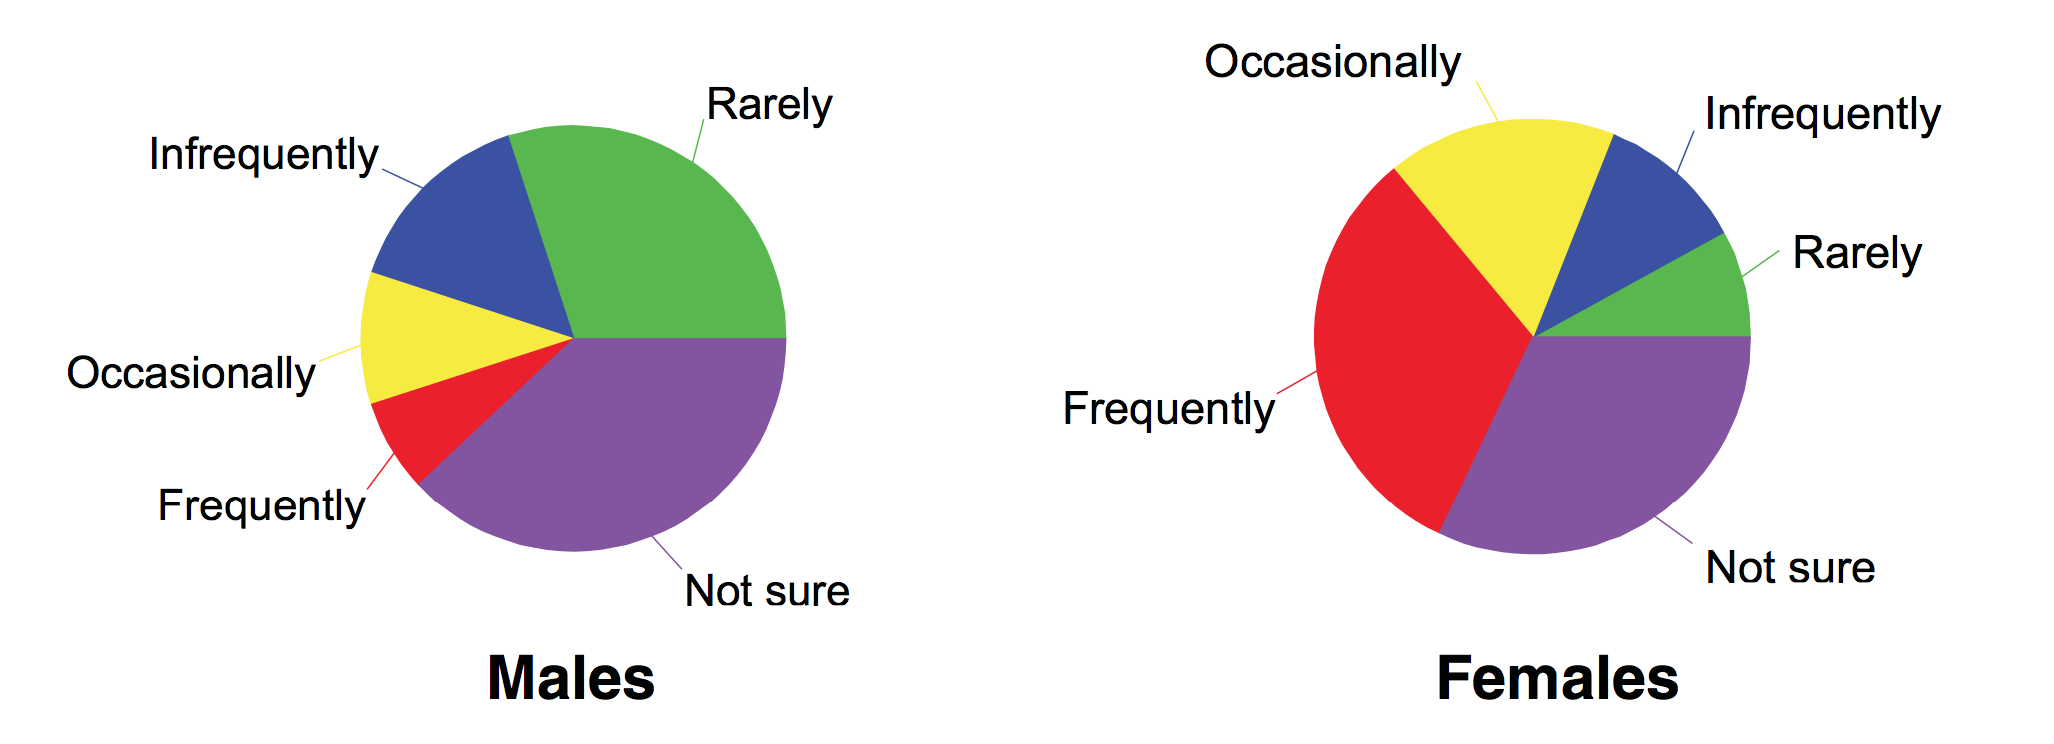 Rarely
Infrequently
Occasionally
Frequently
Not sure
Males
Occasionally
Infrequently
Rarely
Frequently
Not sure
Females